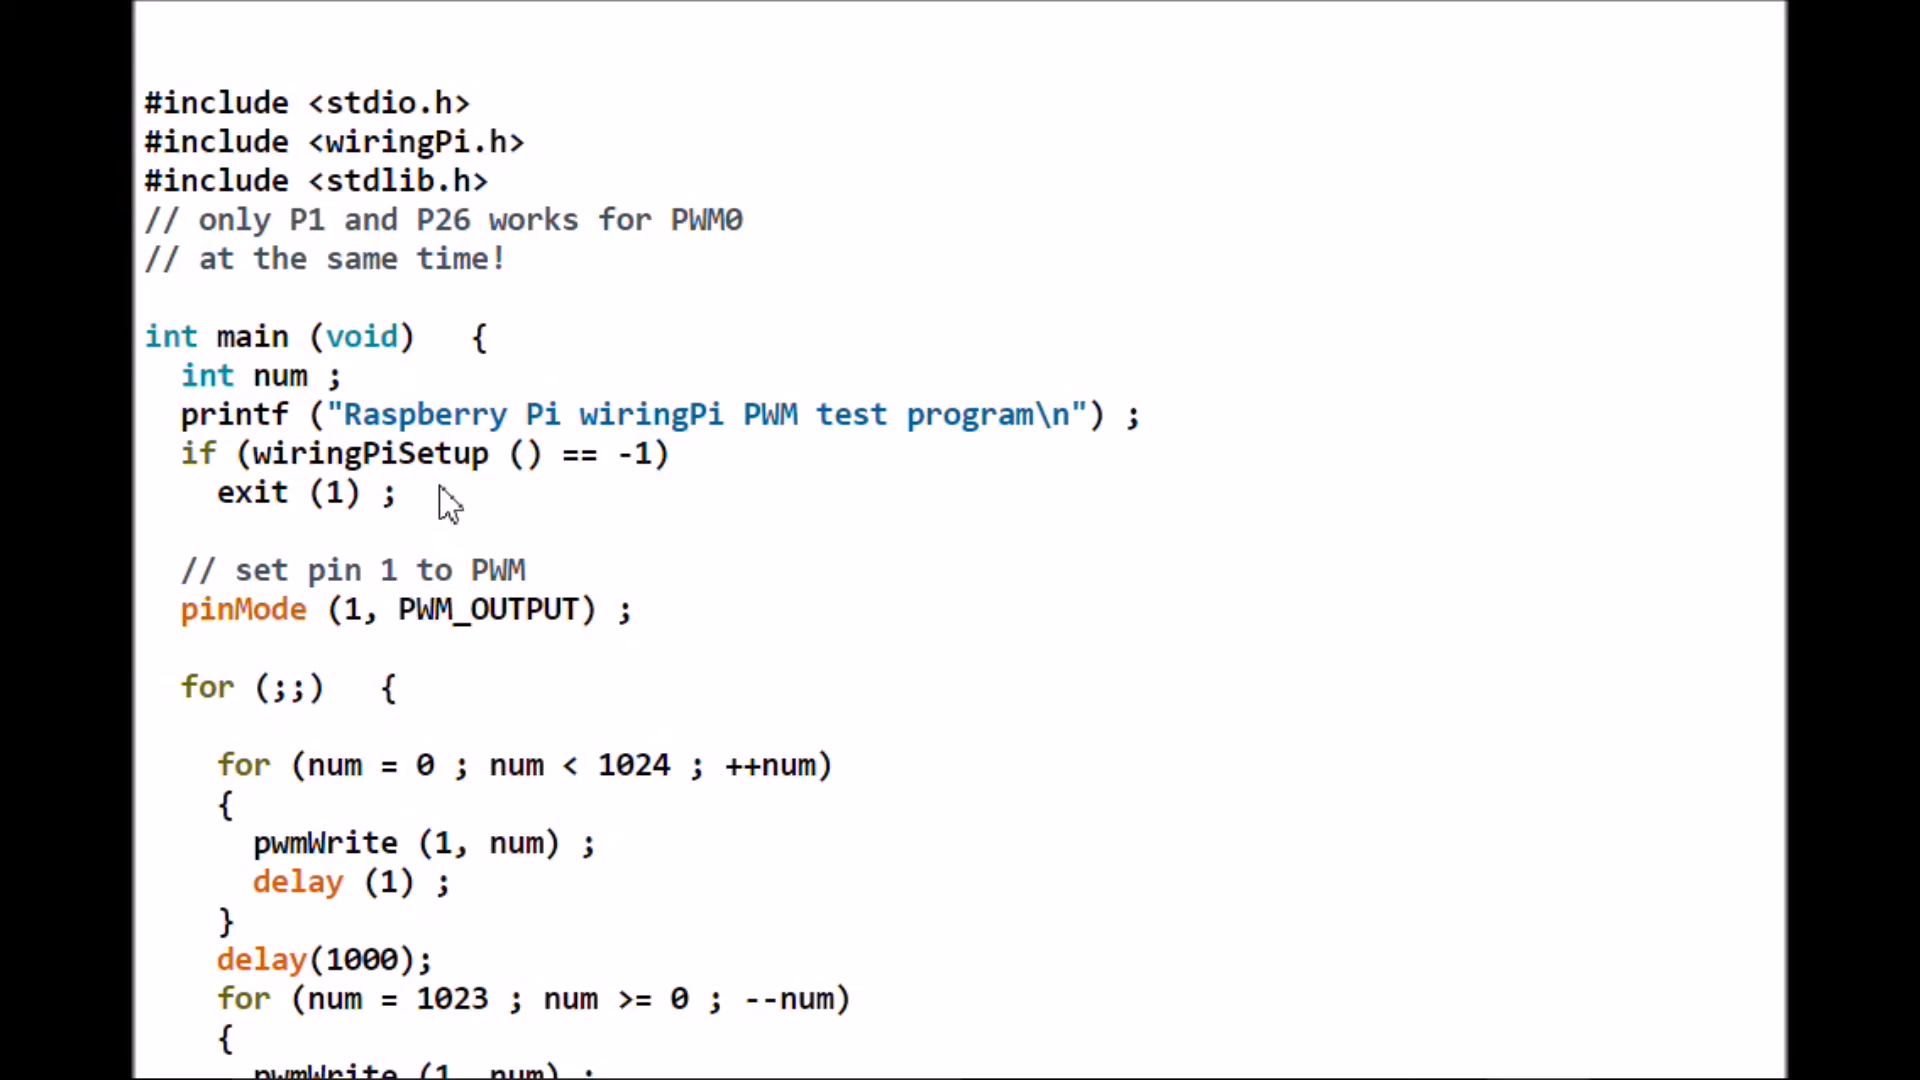 #include <stdio.h>
#include <wiringPi.h>
#include <stdlib.h>
// only P1 and P26 works for PWM0
// at the same time!
int main (void)   {
  int num ;
  printf ("Raspberry Pi wiringPi PWM test program\n") ;
  if (wiringPiSetup () == -1)
    exit (1) ;
  // set pin 1 to PWM
  pinMode (1, PWM_OUTPUT) ;
  for (;;)   {
    for (num = 0 ; num < 1024 ; ++num)
    {
      pwmWrite (1, num) ;
      delay (1) ;
    }
    delay(1000);
    for (num = 1023 ; num >= 0 ; --num)
    {
      pwmWrite (1, num) ;